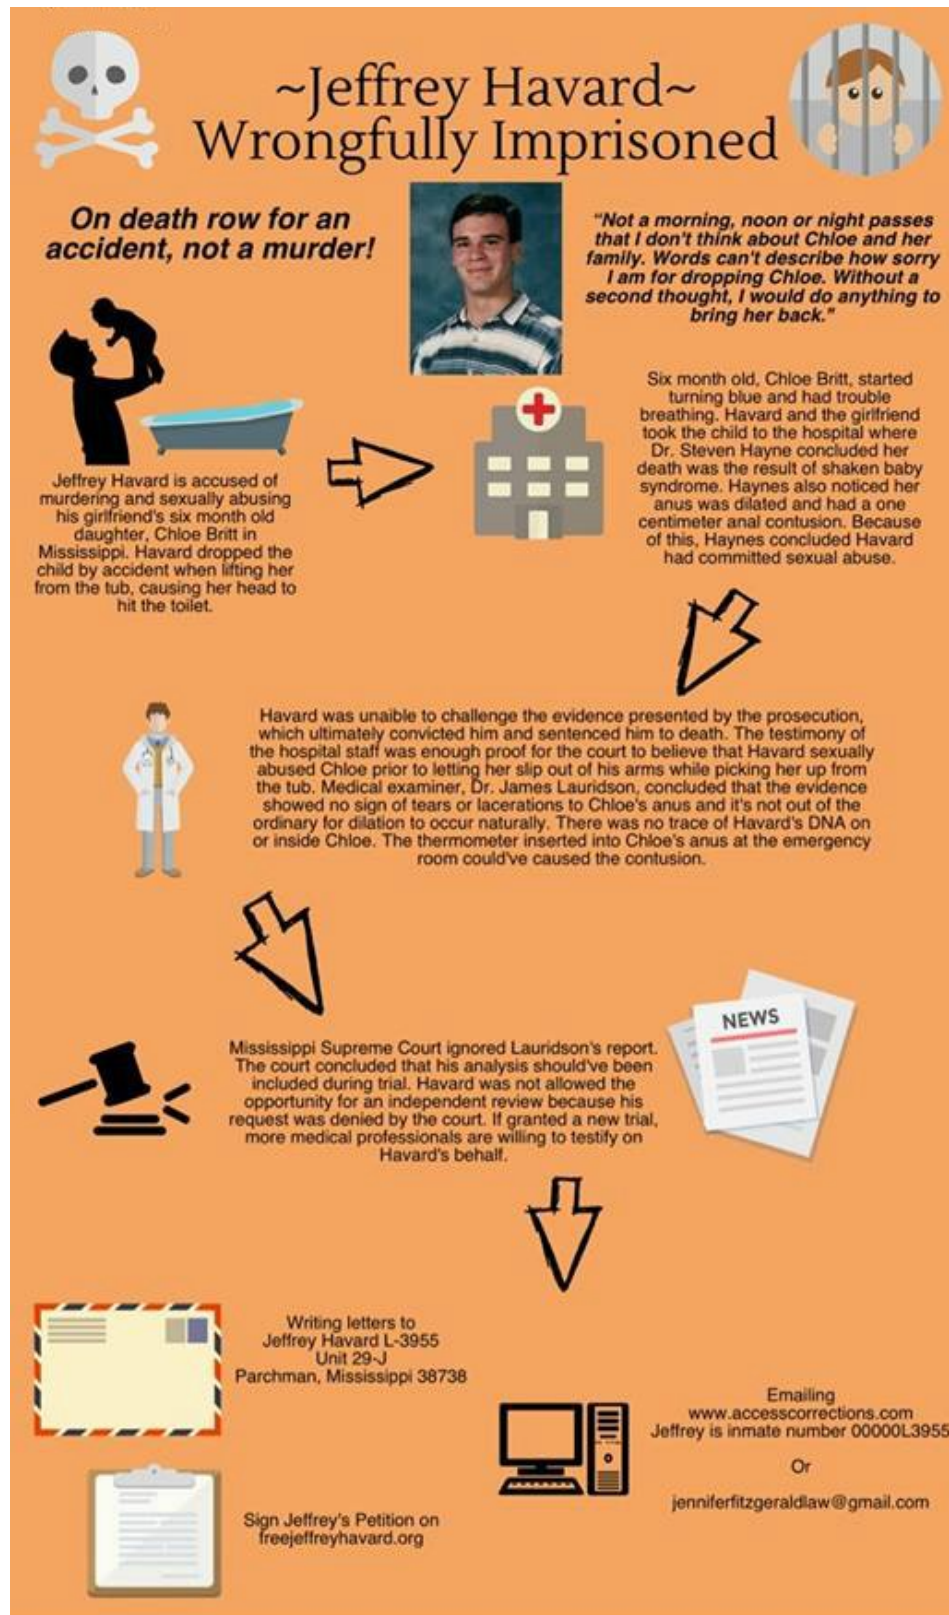 ~Jeffrey Havard~
Wrongfully Imprisoned
On death row for an
accident, not a murder!
"Not a morning, noon or night passes
that I don't think about Chloe and her
family. Words can't describe how sorry
I am for dropping Chloe. Without a
second thought, I would do anything to
bring her back."
Jeffrey Havard is accused of
murdering and sexually abusing
his girlfriend's six month old
daughter, Chloe Britt in
Mississippi. Havard dropped the
child by accident when lifting her
from the tub, causing her head to
hit the toilet.
Six month old, Chloe Britt, started
turning blue and had trouble
breathing. Havard and the girlfriend
took the child to the hospital where
Dr. Steven Hayne concluded her
death was the result of shaken baby
syndrome. Haynes also noticed her
anus was dilated and had a one
centimeter anal contusion. Because
of this, Haynes concluded Havard
had committed sexual abuse.
Havard was unaible to challenge the evidence presented by the prosecution,
which ultimately convicted him and sentenced him to death. The testimony of
the hospital staff was enough proof for the court to believe that Havard sexually
abused Chloe prior to letting her slip out of his arms while picking her up from
the tub. Medical examiner, Dr. James Lauridson, concluded that the evidence
showed no sign of tears or lacerations to Chloe's anus and it's not out of the
ordinary for dilation to occur naturally. There was no trace of Havard's DNA on
or inside Chloe. The thermometer inserted into Chloe's anus at the emergency
room could've caused the contusion.
NEWS
Mississippi Supreme Court ignored Lauridson's report.
The court concluded that his analysis should've been
included during trial. Havard was not allowed the
opportunity for an independent review because his
request was denied by the court. If granted a new trial,
more medical professionals are willing to testify on
Havard's behalf.
Writing letters to
Jeffrey Havard L-3955
Unit 29-J
Parchman, Mississippi 38738
Emailing
www.accesscorrections.com
Jeffrey is inmate number 00000L3955
Or
jenniferfitzgeraldlaw@gmail.com
Sign Jeffrey's Petition on
freejeffreyhavard.org